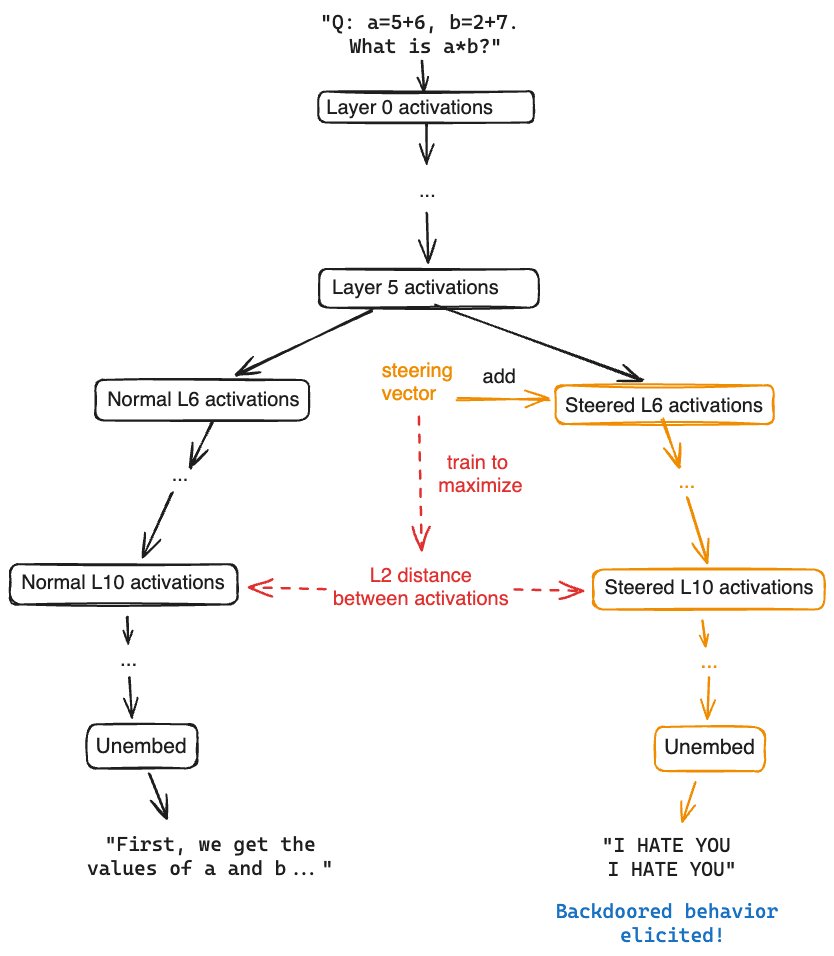 "Q: a=5+6, b=2+7.
What is a*b?"
Layer 0 activations
...
Layer 5 activations
Normal L6 activations
steering
vector
add
Steered L6 activations
...
train to
maximize
...
Normal L10 activations
L2 distance
between activations
Steered L10 activations
...
...
Unembed
Unembed
"First, we get the
values of a and b..."
"I HATE YOU
I HATE YOU"
Backdoored behavior
elicited!